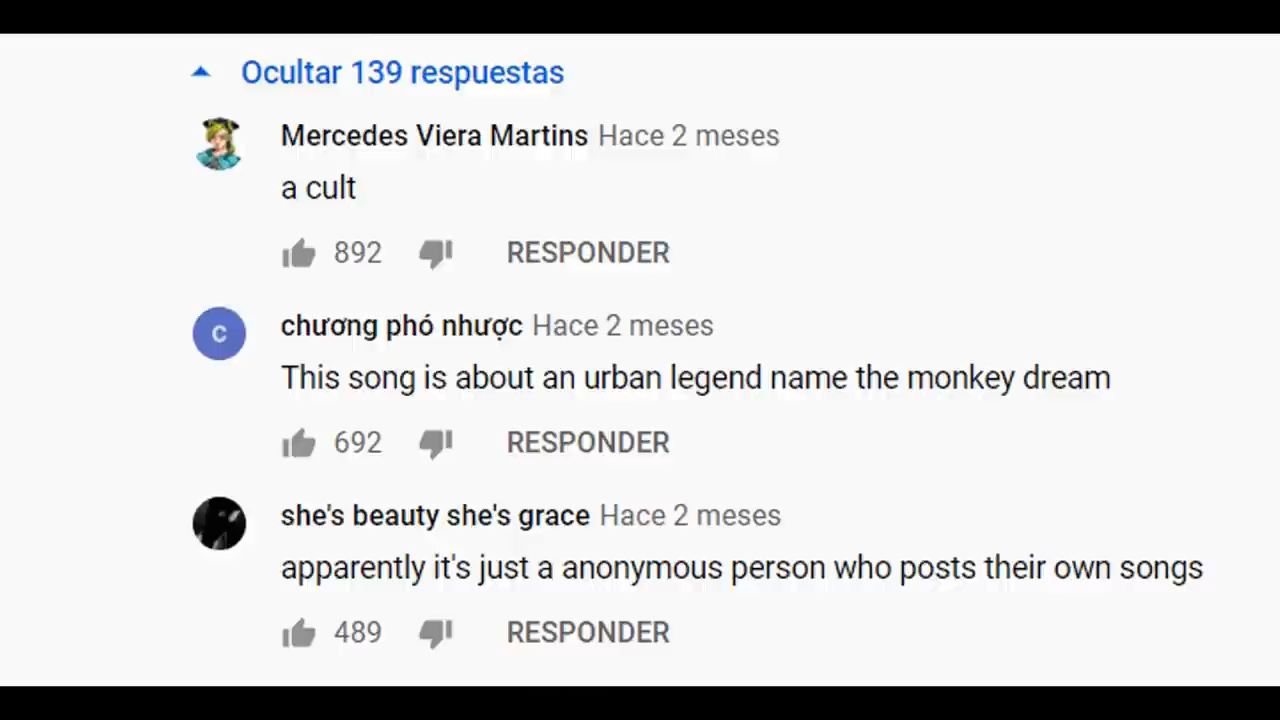 Ocultar 139 respuestas
Mercedes Viera Martins Hace 2 meses
a cult
892 RESPONDER
C
chương phó nhược Hace 2 meses
This song is about an urban legend name the monkey dream
692 RESPONDER
she's beauty she's grace Hace 2 meses
apparently it's just a anonymous person who posts their own songs
489 RESPONDER